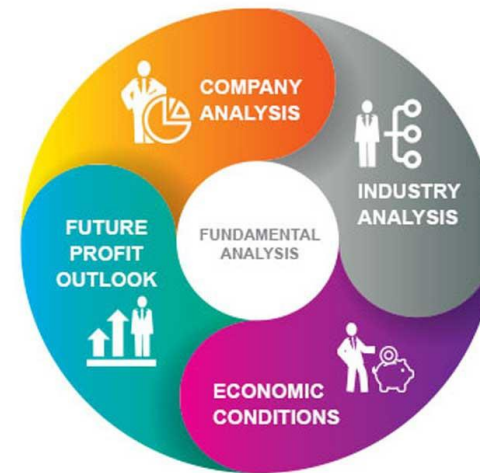 COMPANY
ANALYSIS
INDUSTRY
ANALYSIS
FUTURE
PROFIT
OUTLOOK
FUNDAMENTAL
ANALYSIS
ECONOMIC
CONDITIONS